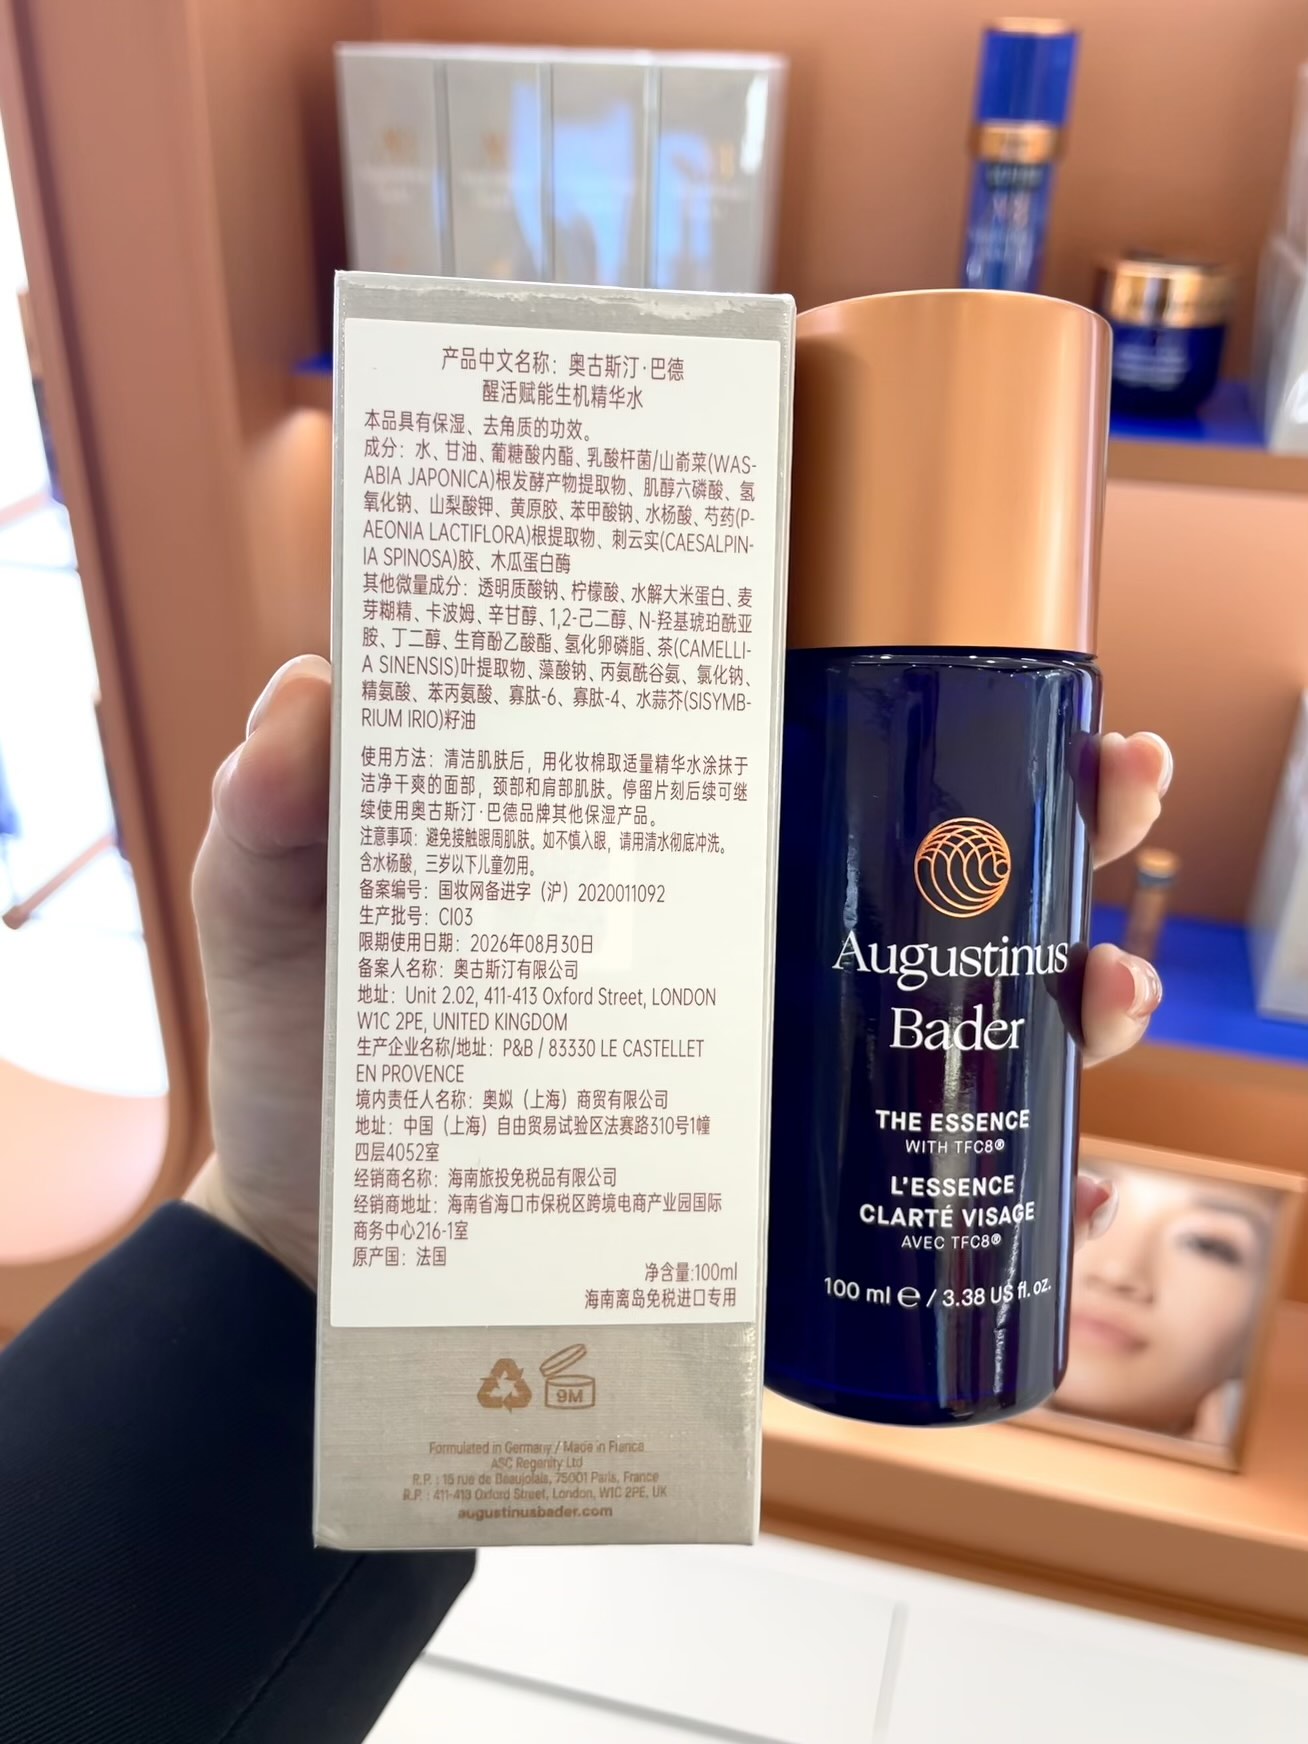 产品中文名称：奥古斯汀·巴德
醒活赋能生机精华水
本品具有保湿、去角质的功效。
成分：水、甘油、葡糖酸内酯、乳酸杆菌/山嵛菜(WAS-
ABIA JAPONICA)根发酵产物提取物、肌醇六磷酸、氢
氧化钠、山梨酸钾、黄原胶、苯甲酸钠、水杨酸、芍药(P-
AEONIA LACTIFLORA)根提取物、刺云实(CAESALPIN-
IA SPINOSA)胶、木瓜蛋白酶
其他微量成分：透明质酸钠、柠檬酸、水解大米蛋白、麦
芽糊精、卡波姆、辛甘醇、1,2-己二醇、N-羟基琥珀酰亚
胺、丁二醇、生育酚乙酸酯、氢化卵磷脂、茶(CAMELLI-
A SINENSIS)叶提取物、藻酸钠、丙氨酰谷氨、氯化钠、
精氨酸、苯丙氨酸、寡肽-6、寡肽-4、水蒜芥(SISYMB-
RIUM IRIO)籽油
使用方法：清洁肌肤后，用化妆棉取适量精华水涂抹于
洁净干爽的面部，颈部和肩部肌肤。停留片刻后续可继
续使用奥古斯汀·巴德品牌其他保湿产品。
注意事项：避免接触眼周肌肤。如不慎入眼，请用清水彻底冲洗。
含水杨酸，三岁以下儿童勿用。
备案编号：国妆网备进字（沪）2020011092
生产批号：CI03
限期使用日期：2026年08月30日
备案人名称：奥古斯汀有限公司
地址：Unit 2.02, 411-413 Oxford Street, LONDON
W1C 2PE, UNITED KINGDOM
生产企业名称/地址：P&B / 83330 LE CASTELLET
EN PROVENCE
境内责任人名称：奥姒（上海）商贸有限公司
地址：中国（上海）自由贸易试验区法赛路310号1幢
四层4052室
经销商名称：海南旅投免税品有限公司
经销商地址：海南省海口市保税区跨境电商产业园国际
商务中心216-1室
原产国：法国
净含量:100ml
海南离岛免税进口专用
9M
Formulated in Germany / Made in France
ASC Regenity Ltd
R.P. : 15 rue de Beaujolais, 75001 Paris, France
R.P. : 411-413 Oxford Street, London, W1C 2PE, UK
augustinusbader.com
Augustinus
Bader
THE ESSENCE
WITH TFC8®
L'ESSENCE
CLARTÉ VISAGE
AVEC TFC8®
100 ml ℮ / 3.38 US fl. oz.